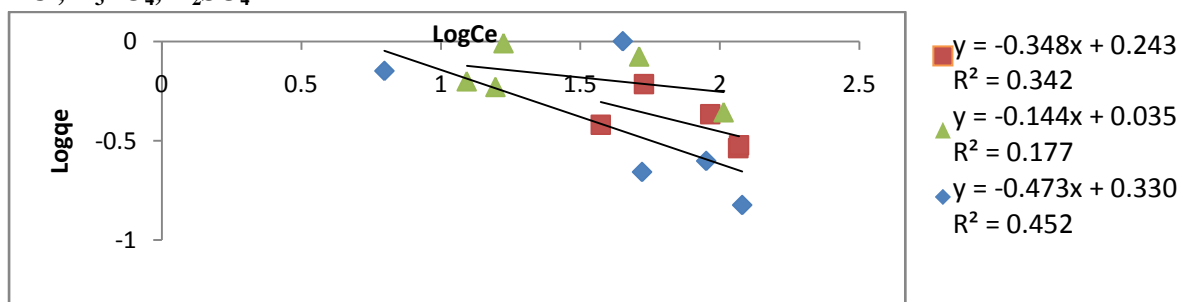 LogCe
0
0 0.5 1 1.5 2 2.5
-0.5
-1
Logqe
y = -0.348x + 0.243
R² = 0.342
y = -0.144x + 0.035
R² = 0.177
y = -0.473x + 0.330
R² = 0.452